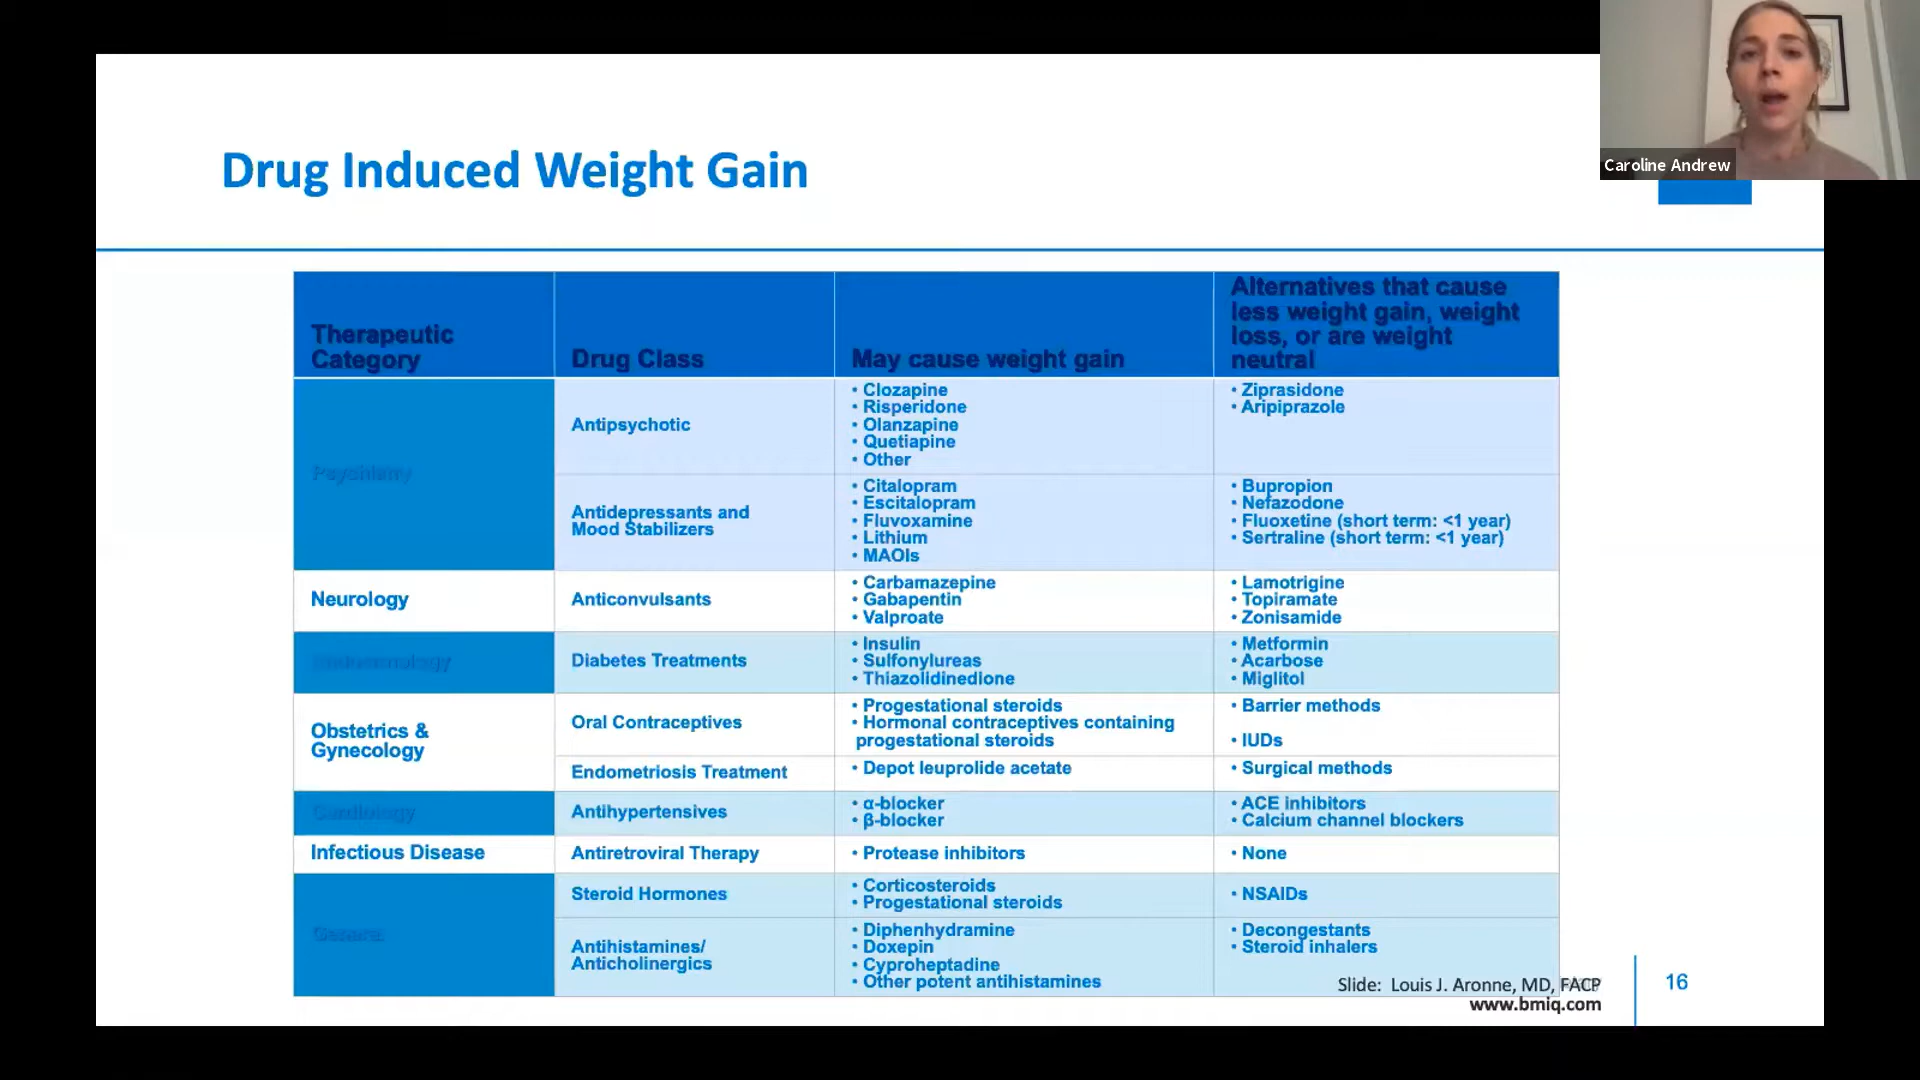 Caroline Andrew
Drug Induced Weight Gain
Therapeutic
Category
Drug Class
May cause weight gain
Alternatives that cause
less weight gain, weight
loss, or are weight
neutral
Psychiatry
Antipsychotic
• Clozapine
• Risperidone
• Olanzapine
• Quetiapine
• Other
• Ziprasidone
• Aripiprazole
Antidepressants and
Mood Stabilizers
• Citalopram
• Escitalopram
• Fluvoxamine
• Lithium
• MAOIs
• Bupropion
• Nefazodone
• Fluoxetine (short term: <1 year)
• Sertraline (short term: <1 year)
Neurology
Anticonvulsants
• Carbamazepine
• Gabapentin
• Valproate
• Lamotrigine
• Topiramate
• Zonisamide
Endocrinology
Diabetes Treatments
• Insulin
• Sulfonylureas
• Thiazolidinedione
• Metformin
• Acarbose
• Miglitol
Obstetrics &
Gynecology
Oral Contraceptives
• Progestational steroids
• Hormonal contraceptives containing
progestational steroids
• Barrier methods
• IUDs
Endometriosis Treatment
• Depot leuprolide acetate
• Surgical methods
Cardiology
Antihypertensives
• α-blocker
• β-blocker
• ACE inhibitors
• Calcium channel blockers
Infectious Disease
Antiretroviral Therapy
• Protease inhibitors
• None
General
Steroid Hormones
• Corticosteroids
• Progestational steroids
• NSAIDs
Antihistamines/
Anticholinergics
• Diphenhydramine
• Doxepin
• Cyproheptadine
• Other potent antihistamines
• Decongestants
• Steroid inhalers
Slide: Louis J. Aronne, MD, FACP
www.bmiq.com
16